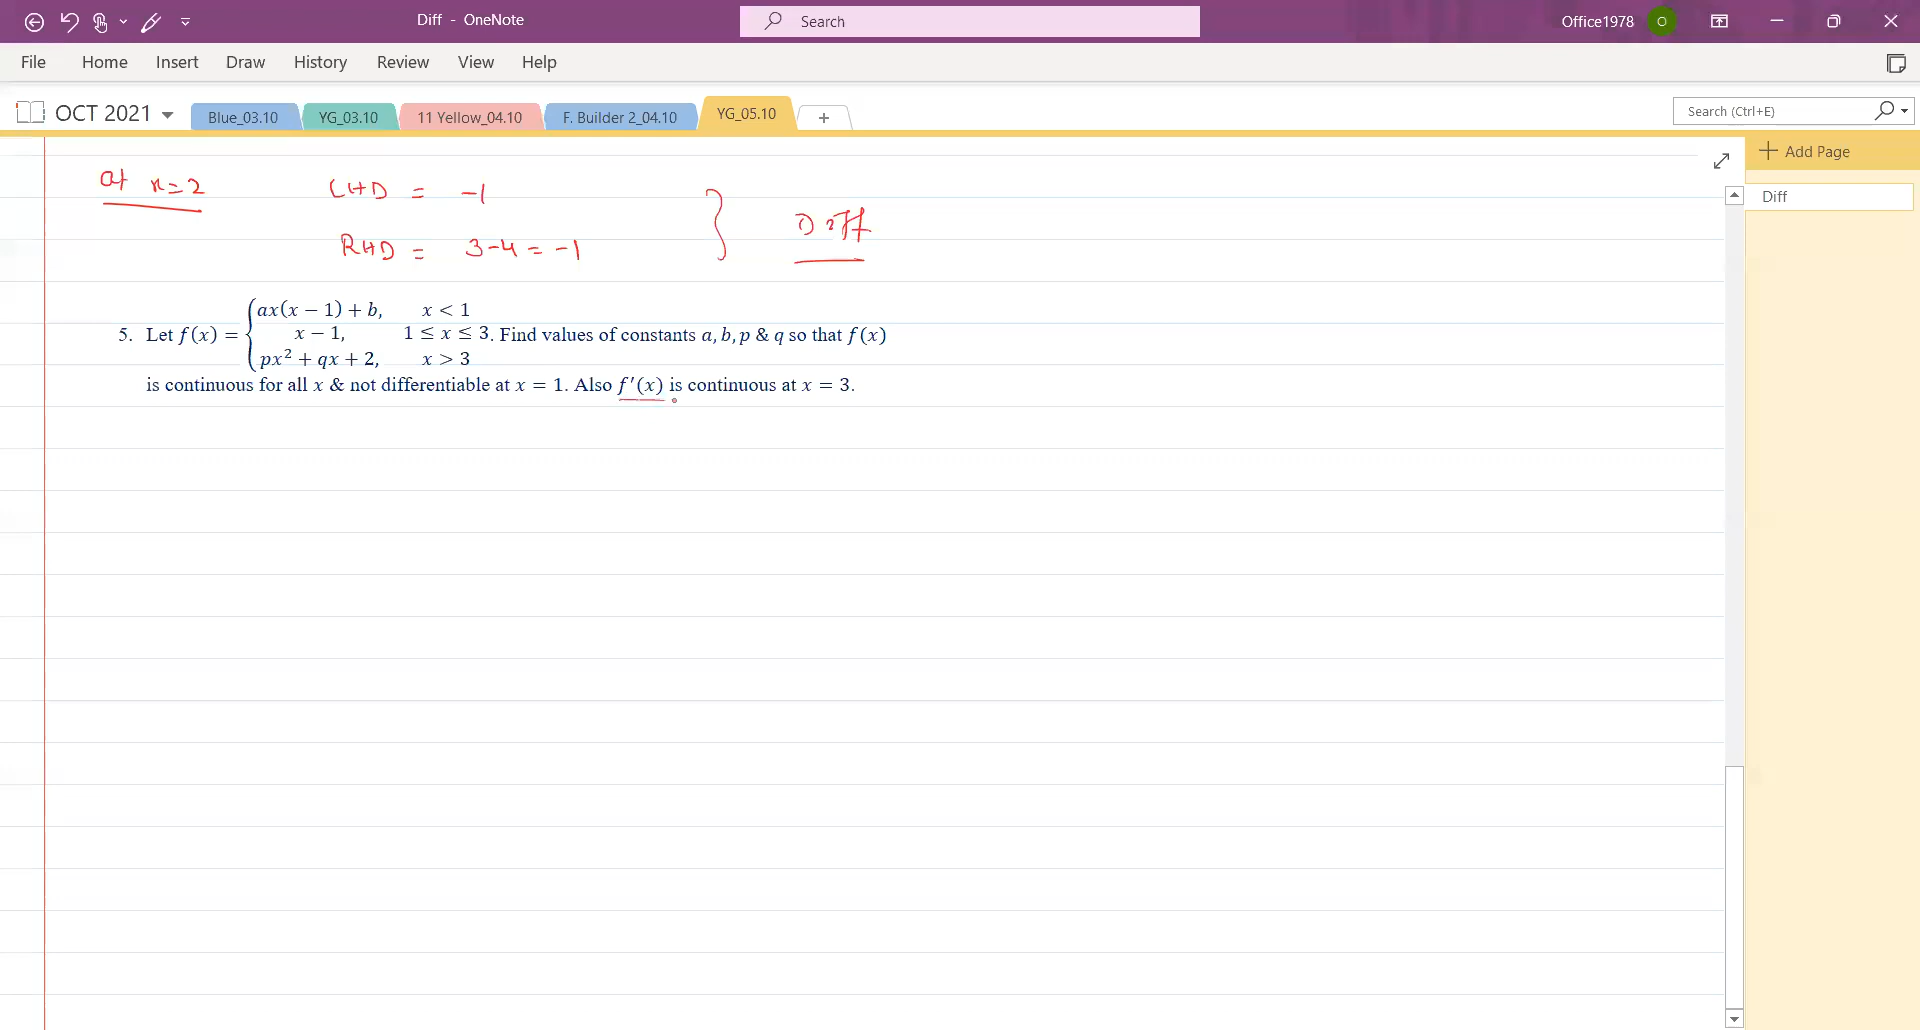 Diff - OneNote
Search
Office1978
O
File Home Insert Draw History Review View Help
OCT 2021
Blue_03.10
YG_03.10
11 Yellow_04.10
F. Builder 2_04.10
YG_05.10
+
Search (Ctrl+E)
+ Add Page
Diff
at x=2 LHD = -1
RHD = 3-4 = -1
} Diff
5. Let f(x) = { ax(x − 1) + b, x < 1
x − 1, 1 ≤ x ≤ 3. Find values of constants a, b, p & q so that f(x)
px² + qx + 2, x > 3
is continuous for all x & not differentiable at x = 1. Also f′(x) is continuous at x = 3.